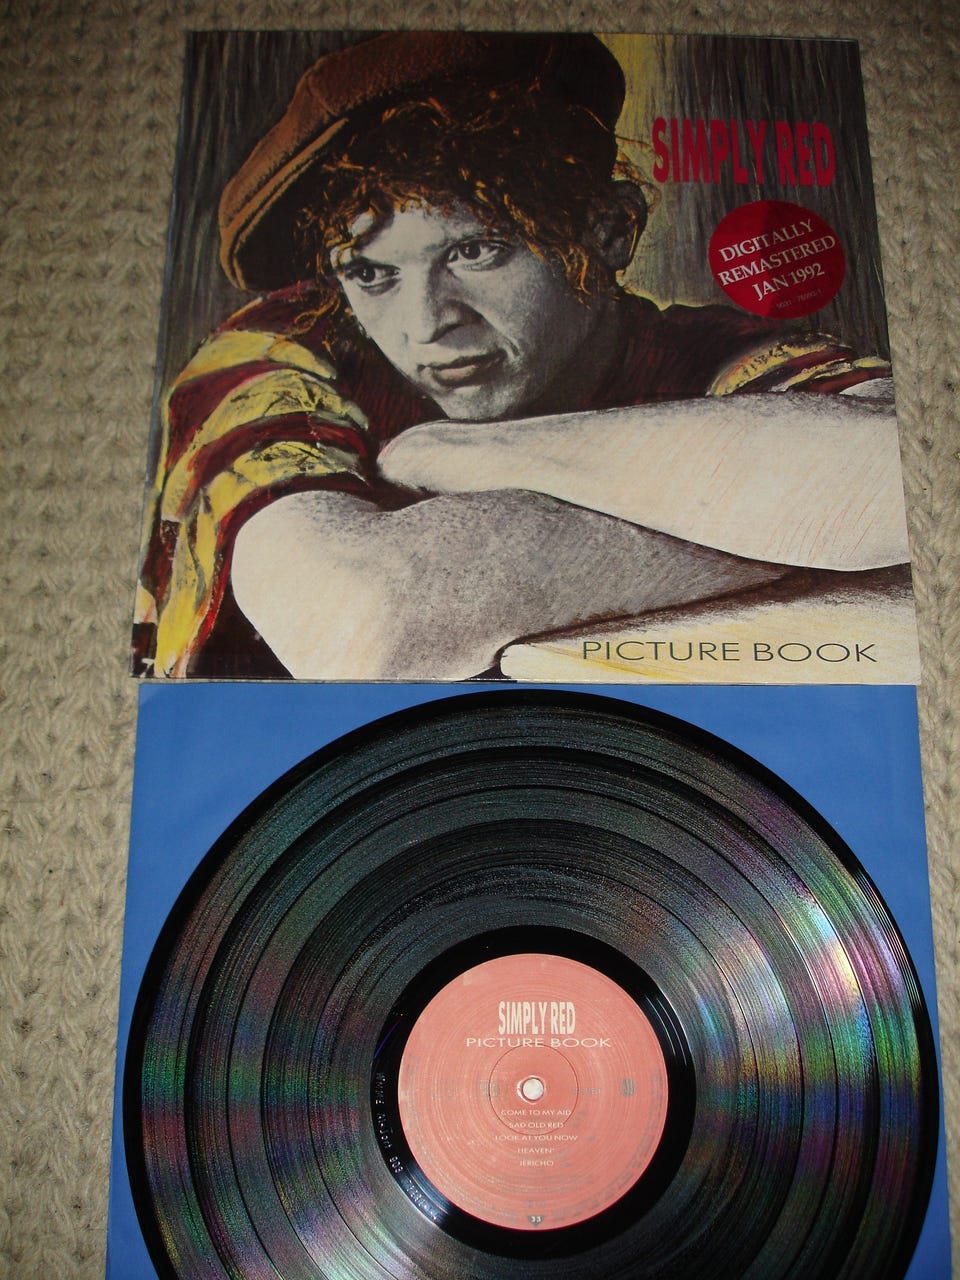 SIMPLY RED
DIGITALLY
REMASTERED
JAN 1992
PICTURE BOOK
SIMPLY RED
PICTURE BOOK
COME TO MY AID
SAD OLD RED
LOOK AT YOU NOW
HEAVEN
JERICHO
33